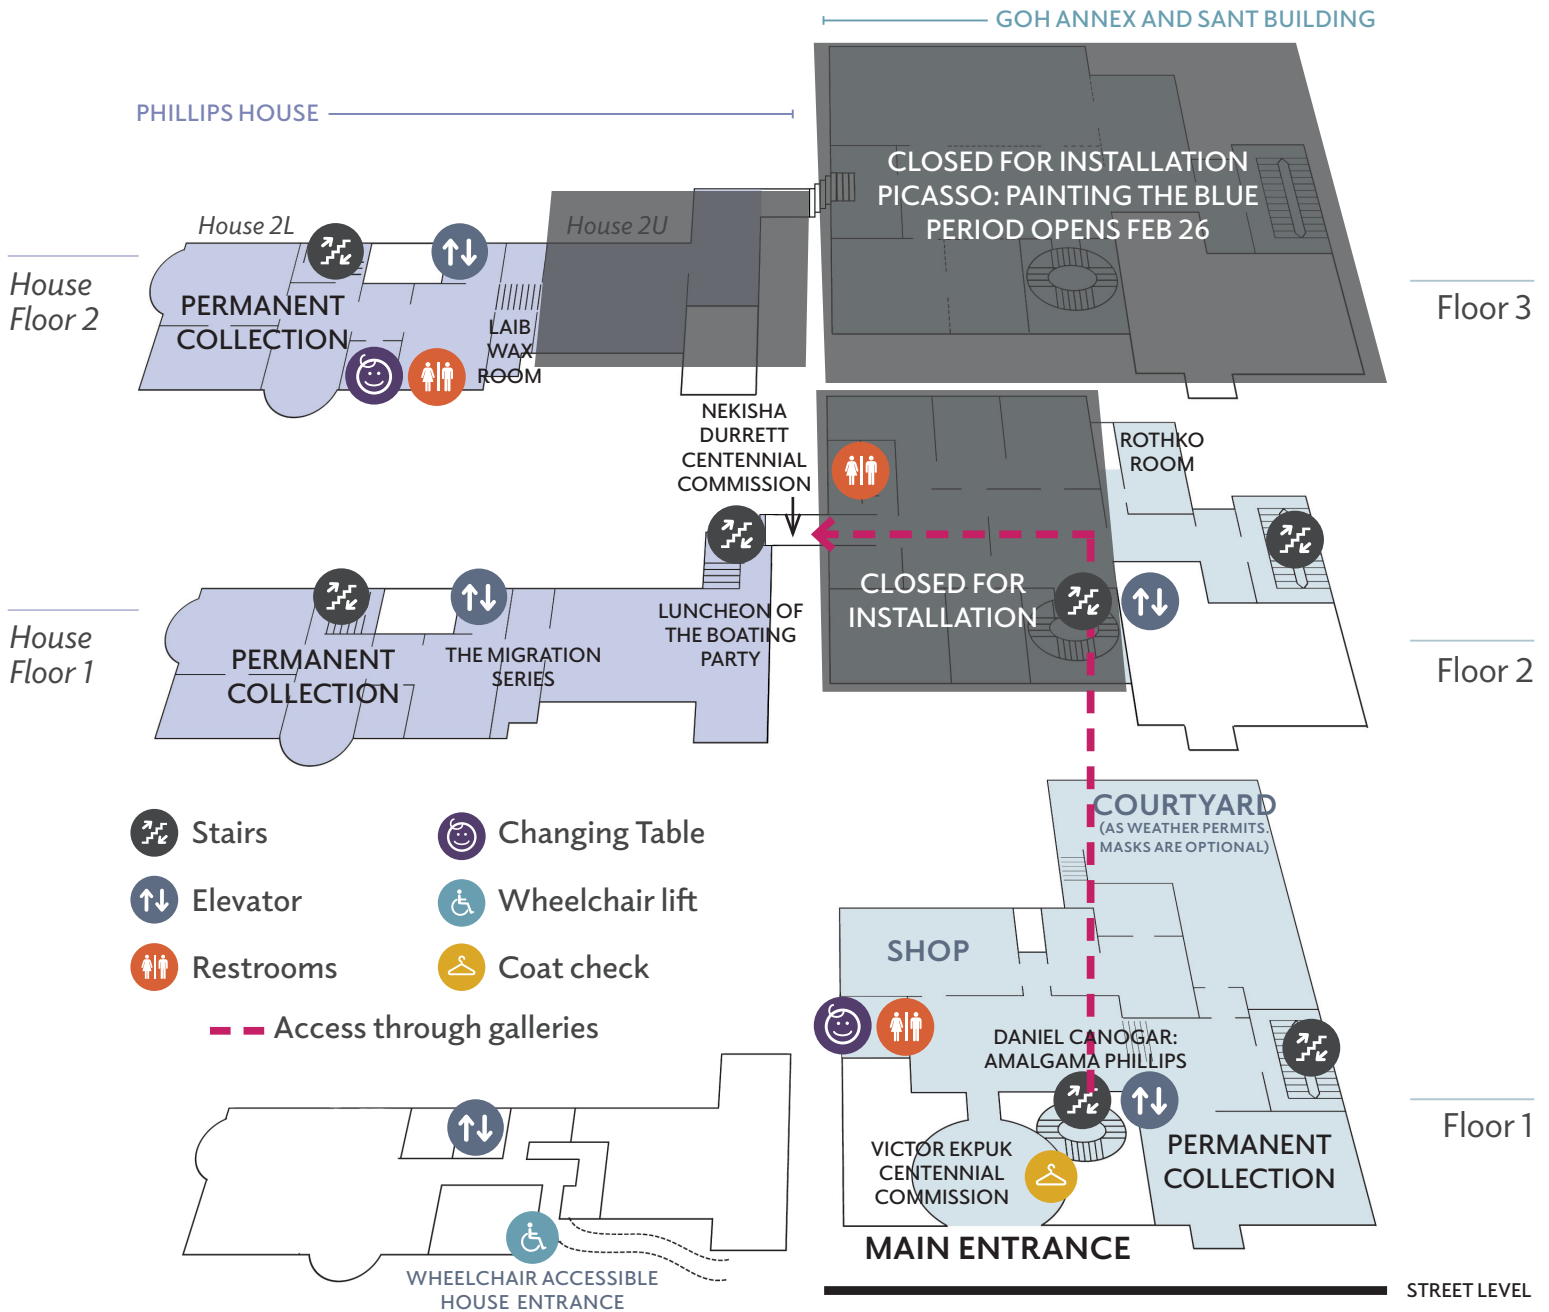 GOH ANNEX AND SANT BUILDING
PHILLIPS HOUSE
CLOSED FOR INSTALLATION
PICASSO: PAINTING THE BLUE
PERIOD OPENS FEB 26
House 2L
House 2U
House
Floor 2
PERMANENT
COLLECTION
LAIB
WAX
ROOM
Floor 3
NEKISHA
DURRETT
CENTENNIAL
COMMISSION
ROTHKO
ROOM
CLOSED FOR
INSTALLATION
House
Floor 1
PERMANENT
COLLECTION
THE MIGRATION
SERIES
LUNCHEON OF
THE BOATING
PARTY
Floor 2
Stairs
Changing Table
Elevator
Wheelchair lift
Restrooms
Coat check
Access through galleries
COURTYARD
(AS WEATHER PERMITS.
MASKS ARE OPTIONAL)
SHOP
DANIEL CANOGAR:
AMALGAMA PHILLIPS
Floor 1
VICTOR EKPUK
CENTENNIAL
COMMISSION
PERMANENT
COLLECTION
MAIN ENTRANCE
WHEELCHAIR ACCESSIBLE
HOUSE ENTRANCE
STREET LEVEL